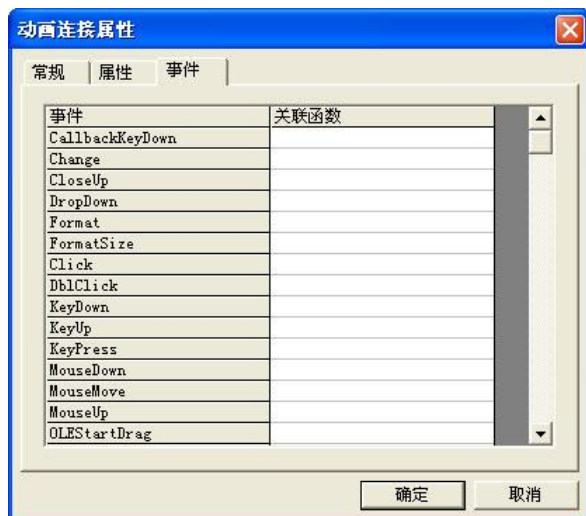 动画连接属性
常规 属性 事件
事件 关联函数
CallbackKeyDown
Change
CloseUp
DropDown
Format
FormatSize
Click
DblClick
KeyDown
KeyUp
KeyPress
MouseDown
MouseMove
MouseUp
OLEStartDrag
确定 取消